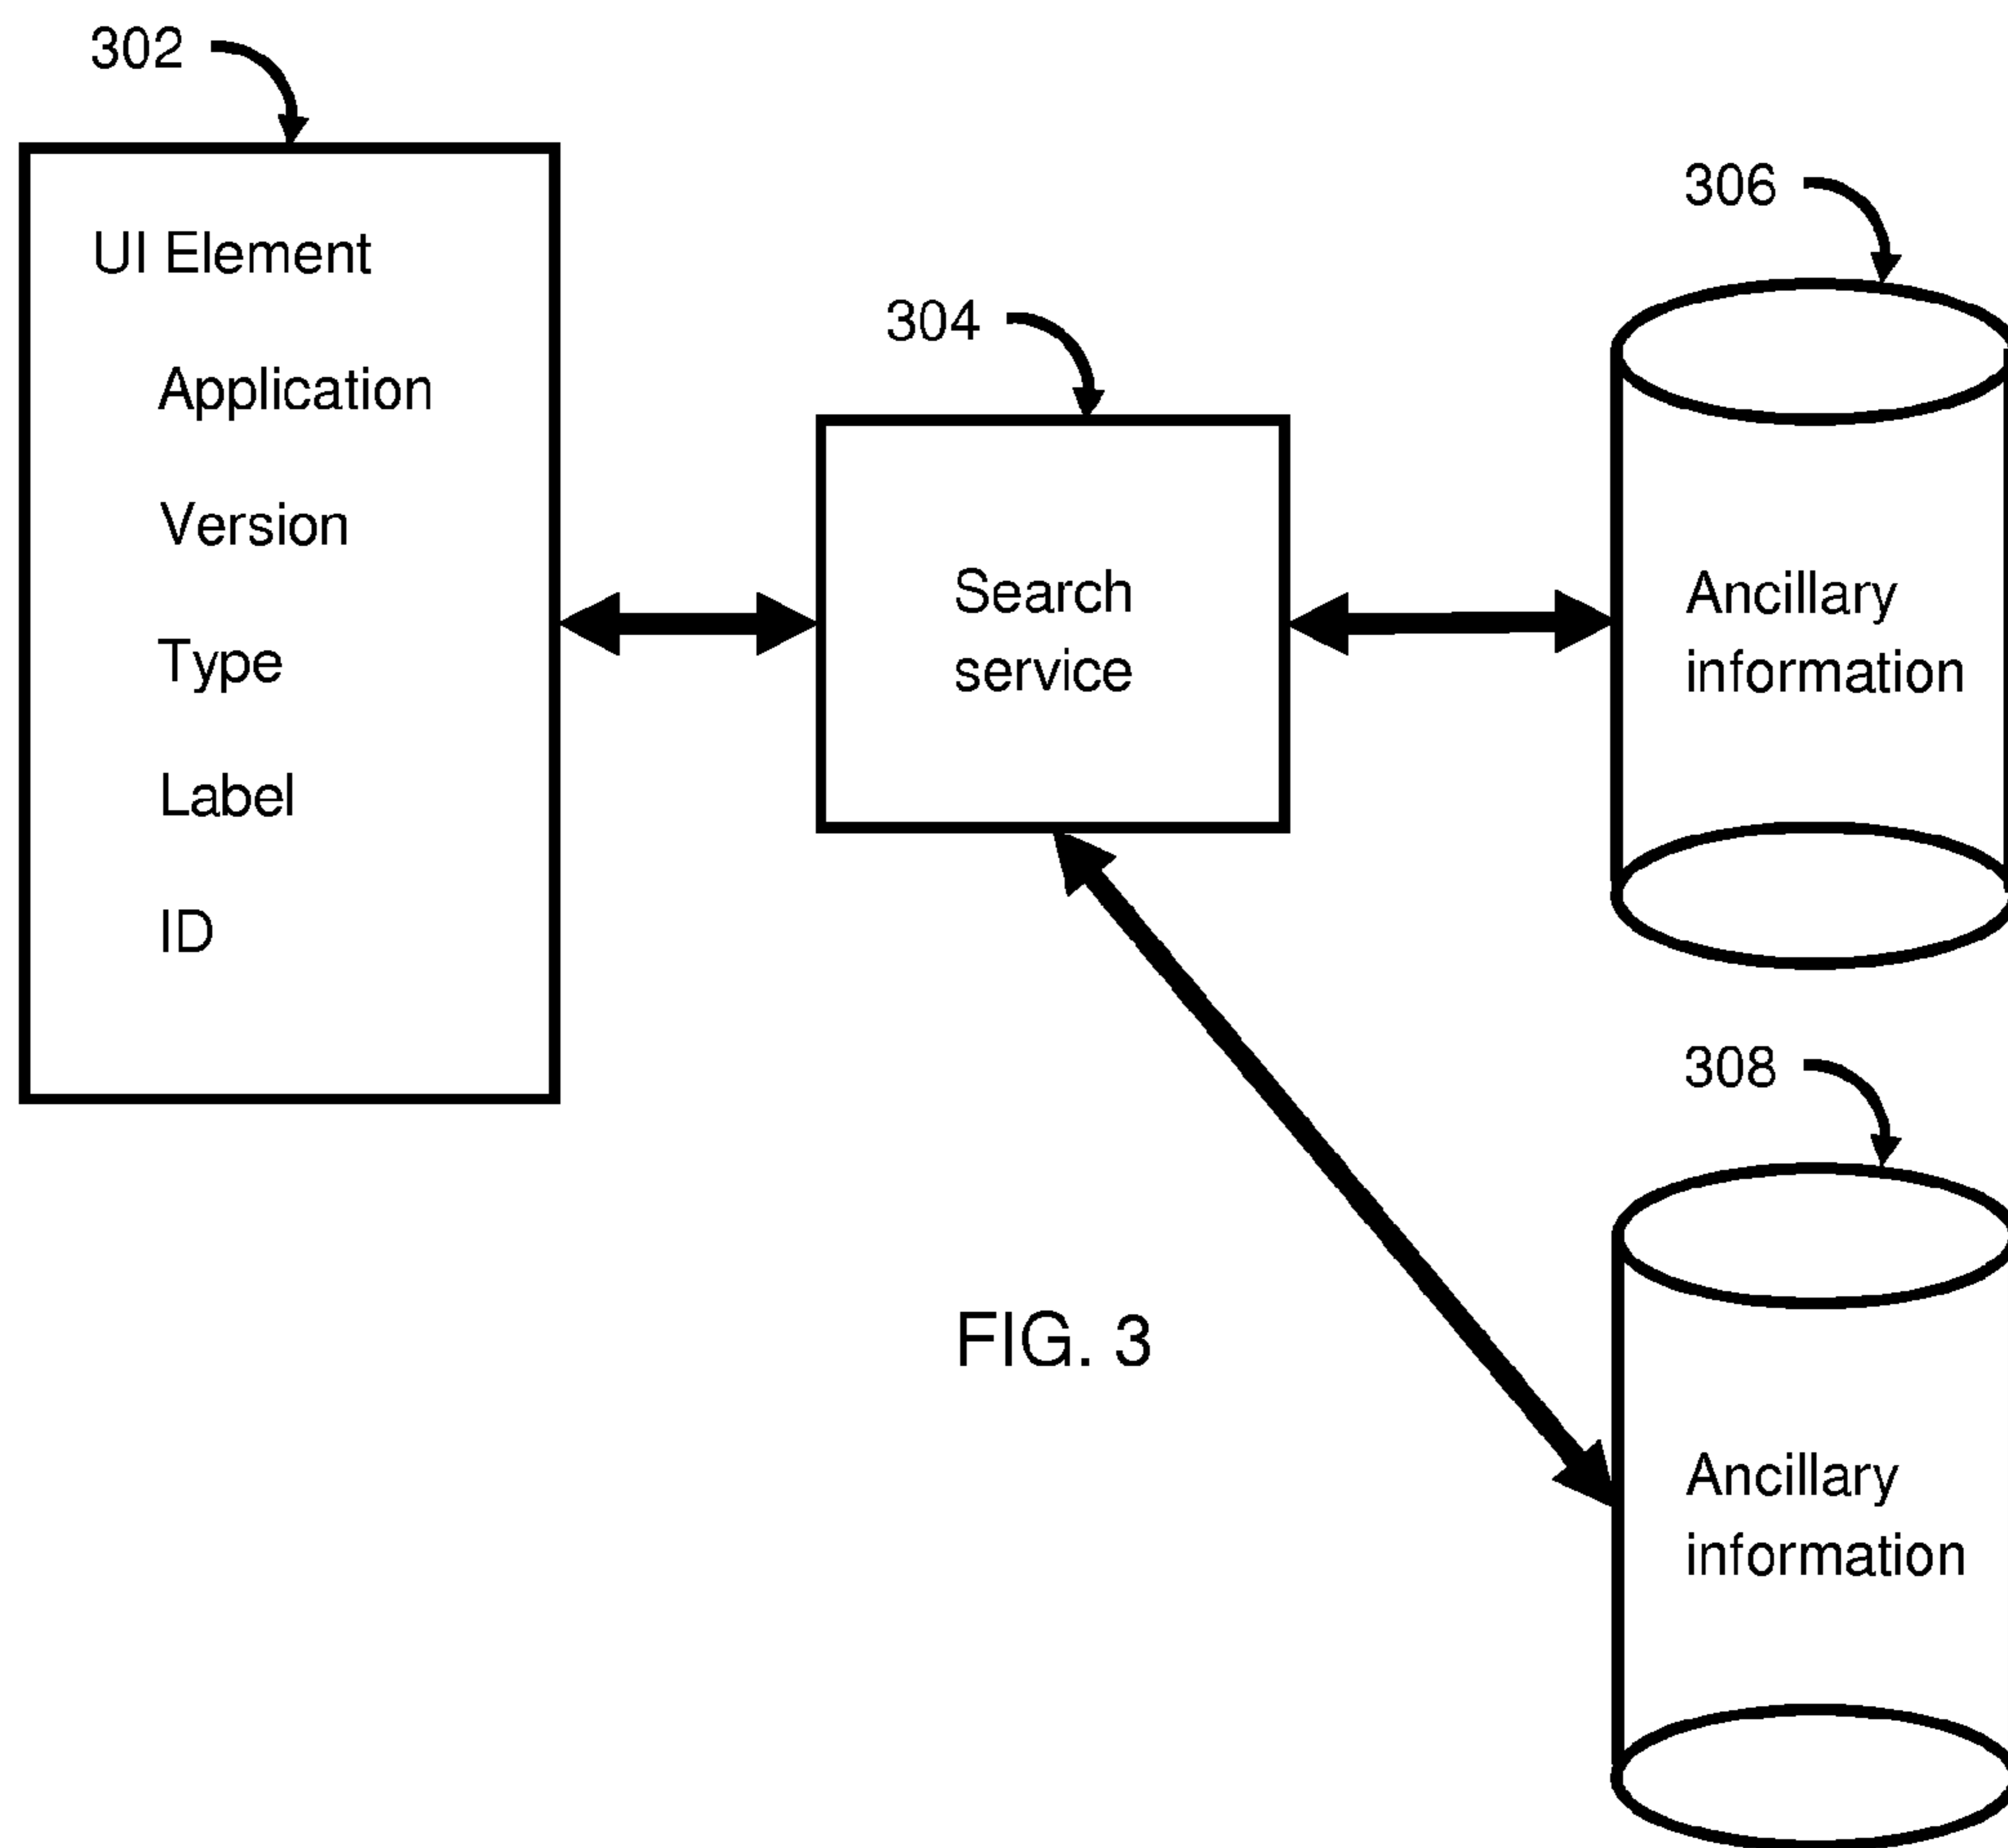 302
UI Element
Application
Version
Type
Label
ID
304
Search
service
306
Ancillary
information
308
Ancillary
information
FIG. 3